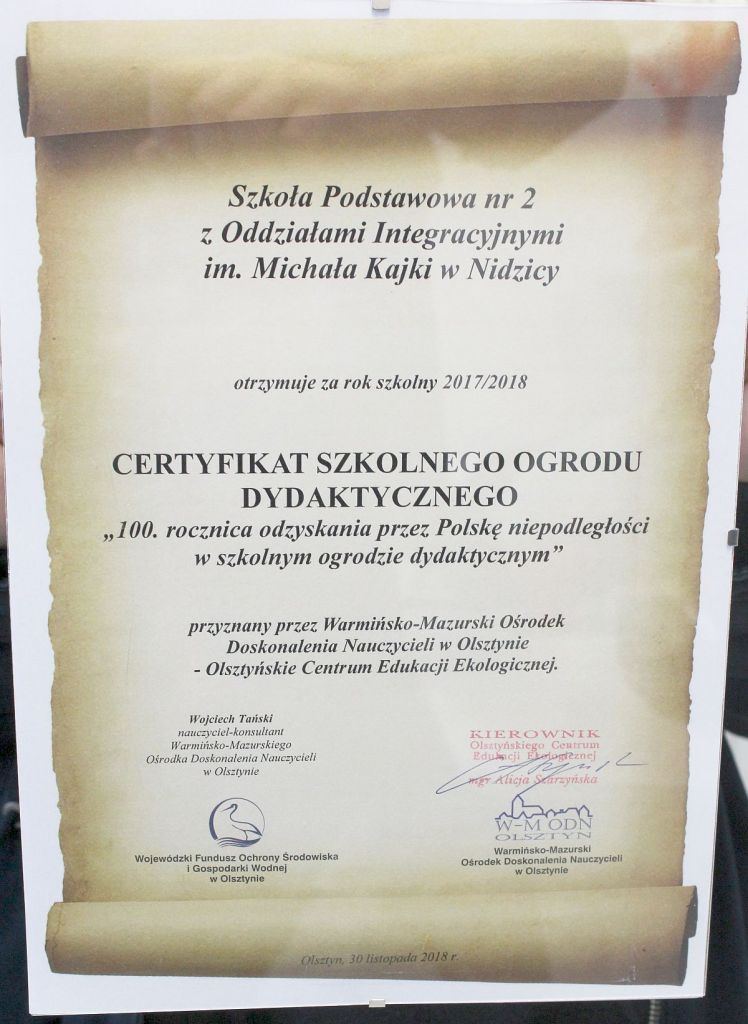 Szkoła Podstawowa nr 2
z Oddziałami Integracyjnymi
im. Michała Kajki w Nidzicy
otrzymuje za rok szkolny 2017/2018
CERTYFIKAT SZKOLNEGO OGRODU
DYDAKTYCZNEGO
„100. rocznica odzyskania przez Polskę niepodległości
w szkolnym ogrodzie dydaktycznym”
przyznany przez Warmińsko-Mazurski Ośrodek
Doskonalenia Nauczycieli w Olsztynie
- Olsztyńskie Centrum Edukacji Ekologicznej.
Wojciech Tański
nauczyciel-konsultant
Warmińsko-Mazurskiego
Ośrodka Doskonalenia Nauczycieli
w Olsztynie
KIEROWNIK
Olsztyńskiego Centrum
Edukacji Ekologicznej
mgr Alicja Szarzyńska
Wojewódzki Fundusz Ochrony Środowiska
i Gospodarki Wodnej
w Olsztynie
W-M ODN
OLSZTYN
Warmińsko-Mazurski
Ośrodek Doskonalenia Nauczycieli
w Olsztynie
Olsztyn, 30 listopada 2018 r.